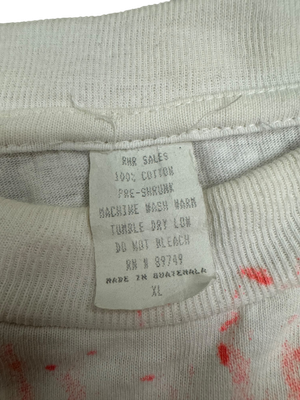 RHR SALES
100% COTTON
PRE-SHRUNK
MACHINE WASH WARM
TUMBLE DRY LOW
DO NOT BLEACH
RN N 89749
MADE IN GUATEMALA
XL